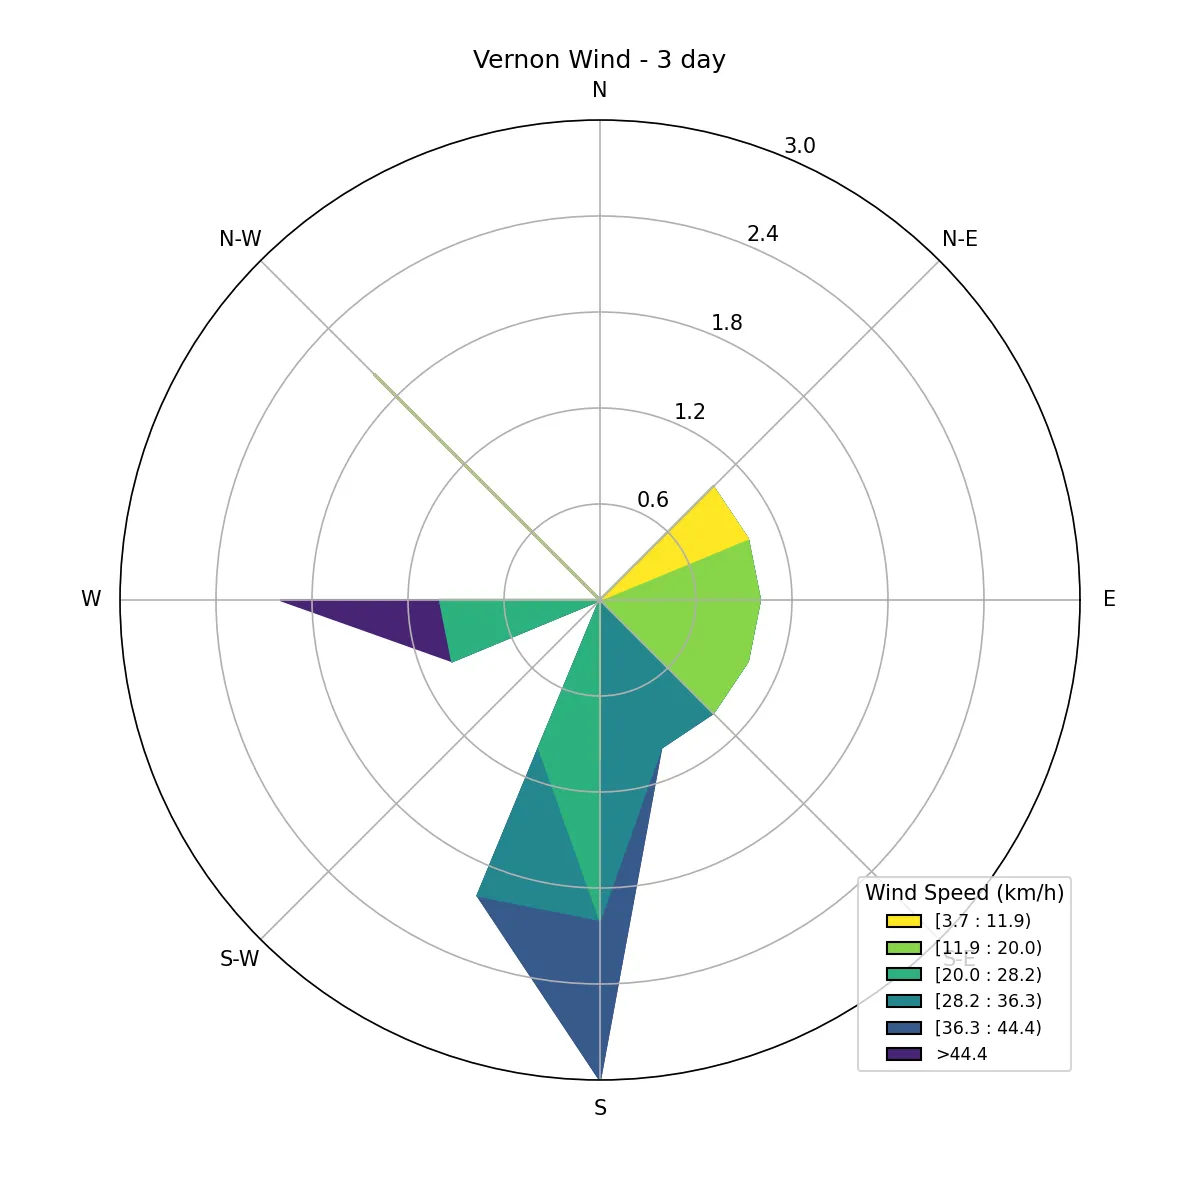 Vernon Wind - 3 day
N
3.0
N-W
2.4
N-E
1.8
1.2
0.6
W
E
S-W
S-E
S
Wind Speed (km/h)
[3.7 : 11.9)
[11.9 : 20.0)
[20.0 : 28.2)
[28.2 : 36.3)
[36.3 : 44.4)
>44.4